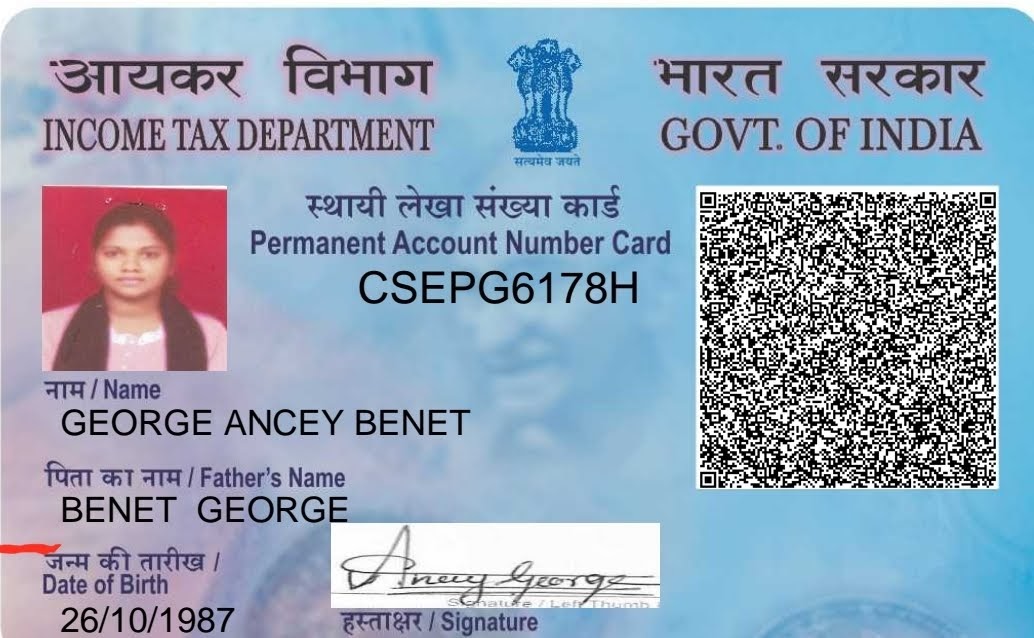 आयकर विभाग
INCOME TAX DEPARTMENT
सत्यमेव जयते
भारत सरकार
GOVT. OF INDIA
स्थायी लेखा संख्या कार्ड
Permanent Account Number Card
CSEPG6178H
नाम / Name
GEORGE ANCEY BENET
पिता का नाम / Father's Name
BENET GEORGE
जन्म की तारीख /
Date of Birth
26/10/1987
Ancey George
Signature / Left Thumb
हस्ताक्षर / Signature